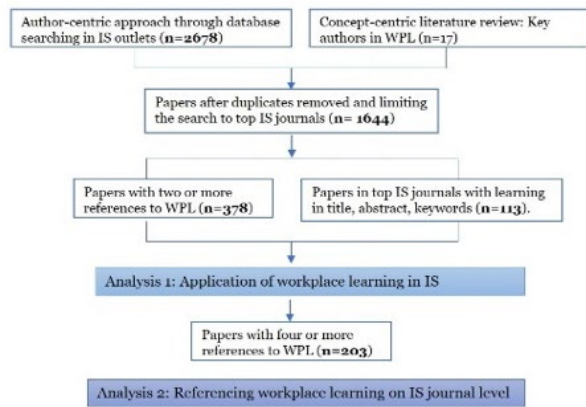 Author-centric approach through database
searching in IS outlets (n=2678)
Concept-centric literature review: Key
authors in WPL (n=17)
Papers after duplicates removed and limiting
the search to top IS journals (n= 1644)
Papers with two or more
references to WPL (n=378)
Papers in top IS journals with learning
in title, abstract, keywords (n=113).
Analysis 1: Application of workplace learning in IS
Papers with four or more
references to WPL (n=203)
Analysis 2: Referencing workplace learning on IS journal level